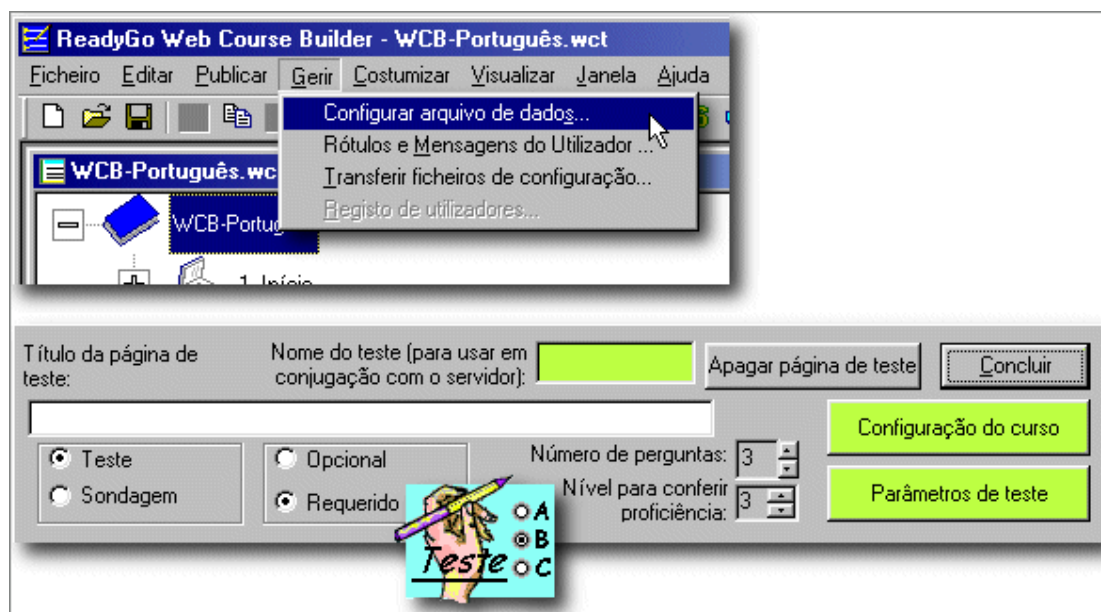 ReadyGo Web Course Builder - WCB-Português.wct
Ficheiro Editar Publicar Gerir Costumizar Visualizar Janela Ajuda
Configurar arquivo de dados...
Rótulos e Mensagens do Utilizador ...
Transferir ficheiros de configuração...
Registo de utilizadores...
WCB-Português.wc
WCB-Portug
1 Início
Título da página de
teste:
Nome do teste (para usar em
conjugação com o servidor):
Apagar página de teste
Concluir
Configuração do curso
Teste
Sondagem
Opcional
Requerido
Número de perguntas: 3
Nível para conferir
proficiência: 3
Parâmetros de teste
Teste
A
B
C